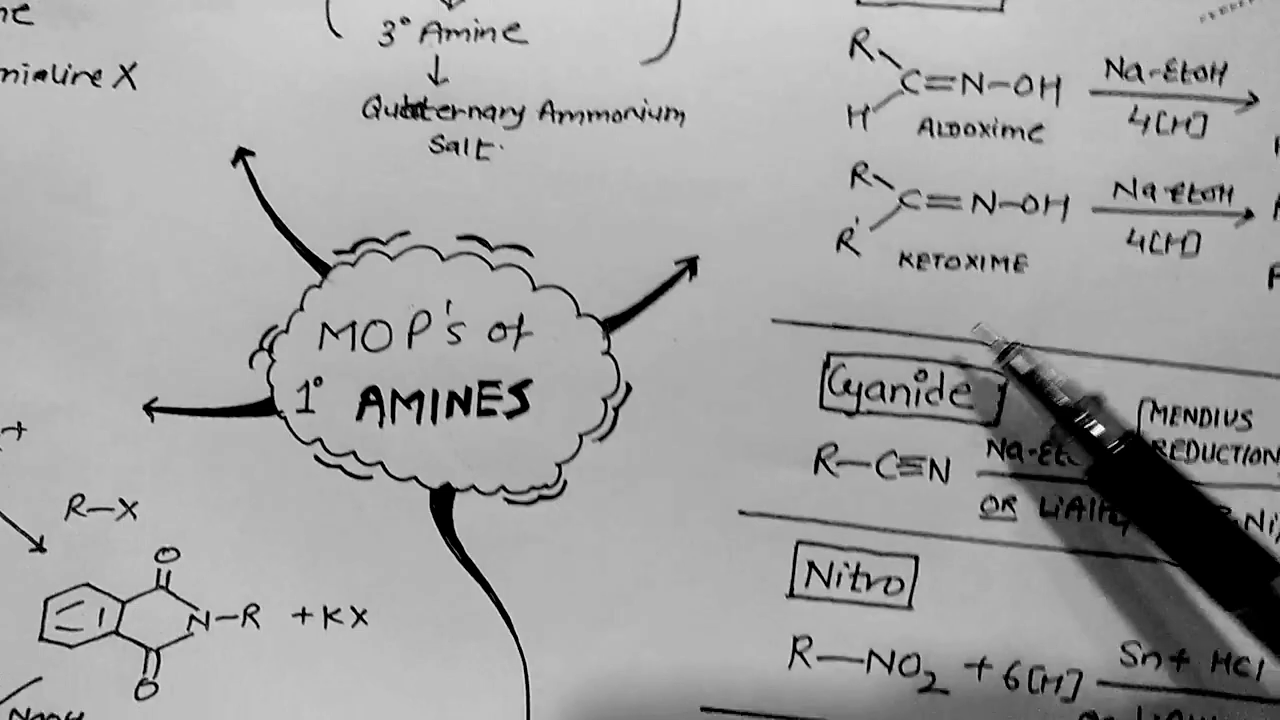 3° Amine
↓
Quaternary Ammonium
Salt.
X
MOP's of
1° AMINES
+
R—X
O
N—R + KX
O
R
C=N—OH
H
ALDOXIME
Na-EtOH
4[H]
R
C=N—OH
R'
KETOXIME
Na-EtOH
4[H]
Cyanide
R—C≡N
OR
MENDIUS
REDUCTION
Nitro
R—NO₂ + 6[H]
Sn + HCl